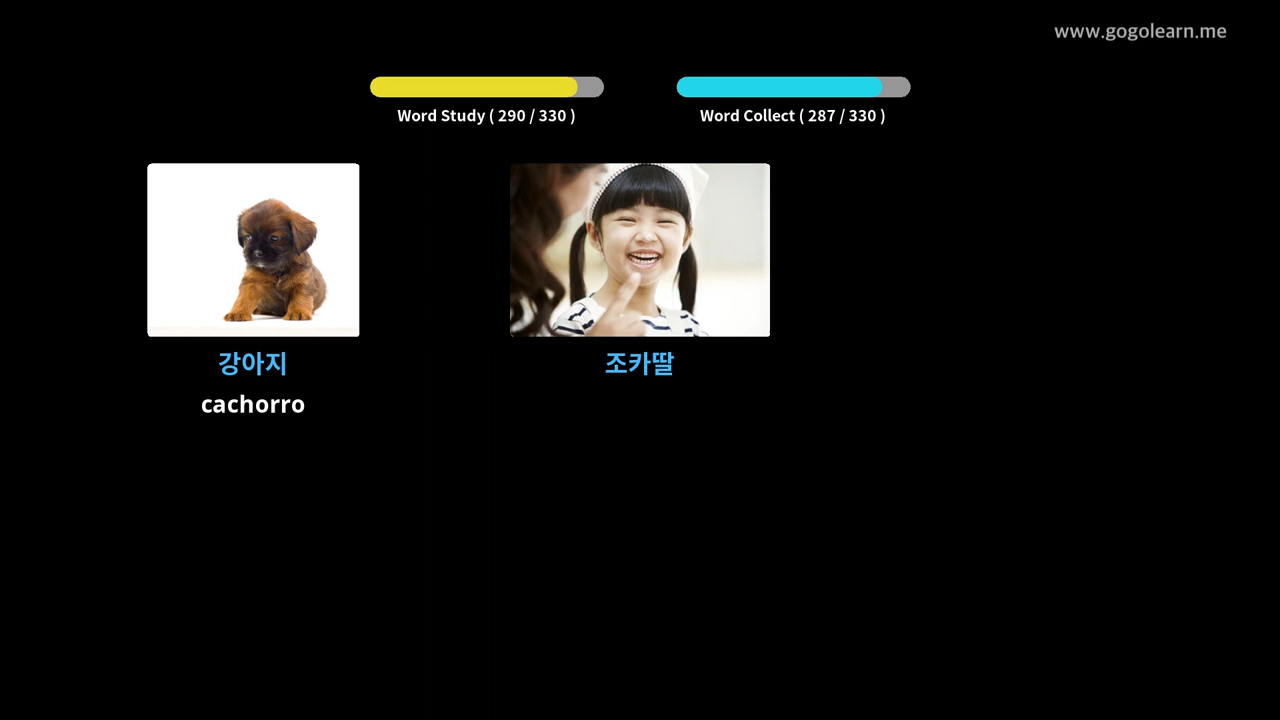 www.gogolearn.me
Word Study ( 290 / 330 )
Word Collect ( 287 / 330 )
강아지
조카딸
cachorro